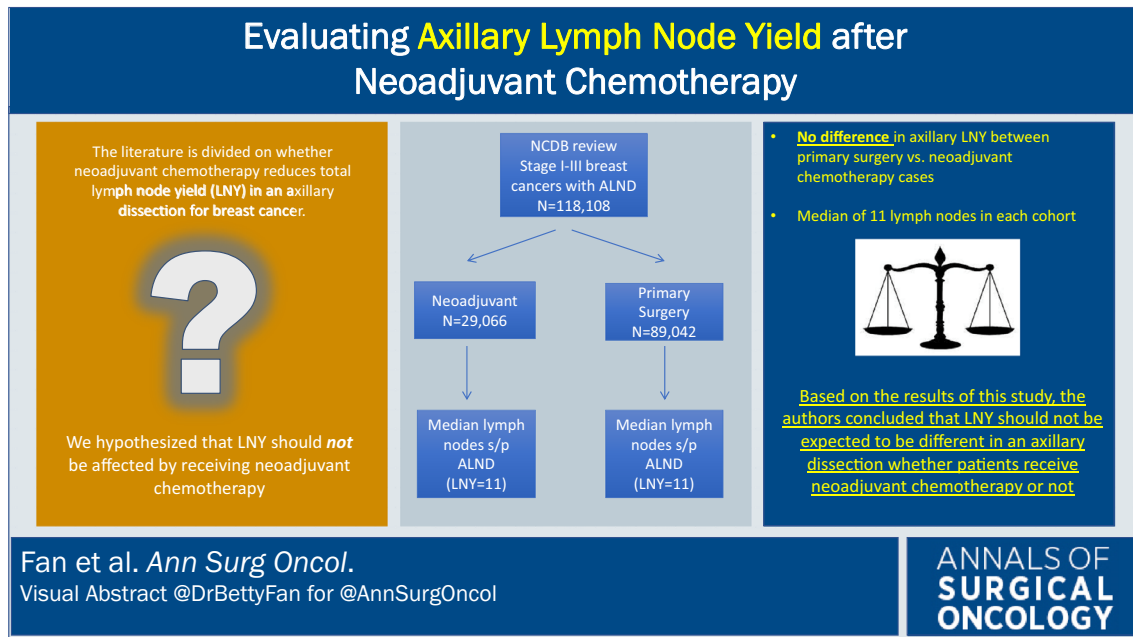 Evaluating Axillary Lymph Node Yield after
Neoadjuvant Chemotherapy
The literature is divided on whether
neoadjuvant chemotherapy reduces total
lymph node yield (LNY) in an axillary
dissection for breast cancer.
?
We hypothesized that LNY should not
be affected by receiving neoadjuvant
chemotherapy
NCDB review
Stage I-III breast
cancers with ALND
N=118,108
Neoadjuvant
N=29,066
Primary
Surgery
N=89,042
Median lymph
nodes s/p
ALND
(LNY=11)
Median lymph
nodes s/p
ALND
(LNY=11)
• No difference in axillary LNY between
primary surgery vs. neoadjuvant
chemotherapy cases
• Median of 11 lymph nodes in each cohort
Based on the results of this study, the
authors concluded that LNY should not be
expected to be different in an axillary
dissection whether patients receive
neoadjuvant chemotherapy or not
Fan et al. Ann Surg Oncol.
Visual Abstract @DrBettyFan for @AnnSurgOncol
ANNALS OF
SURGICAL
ONCOLOGY